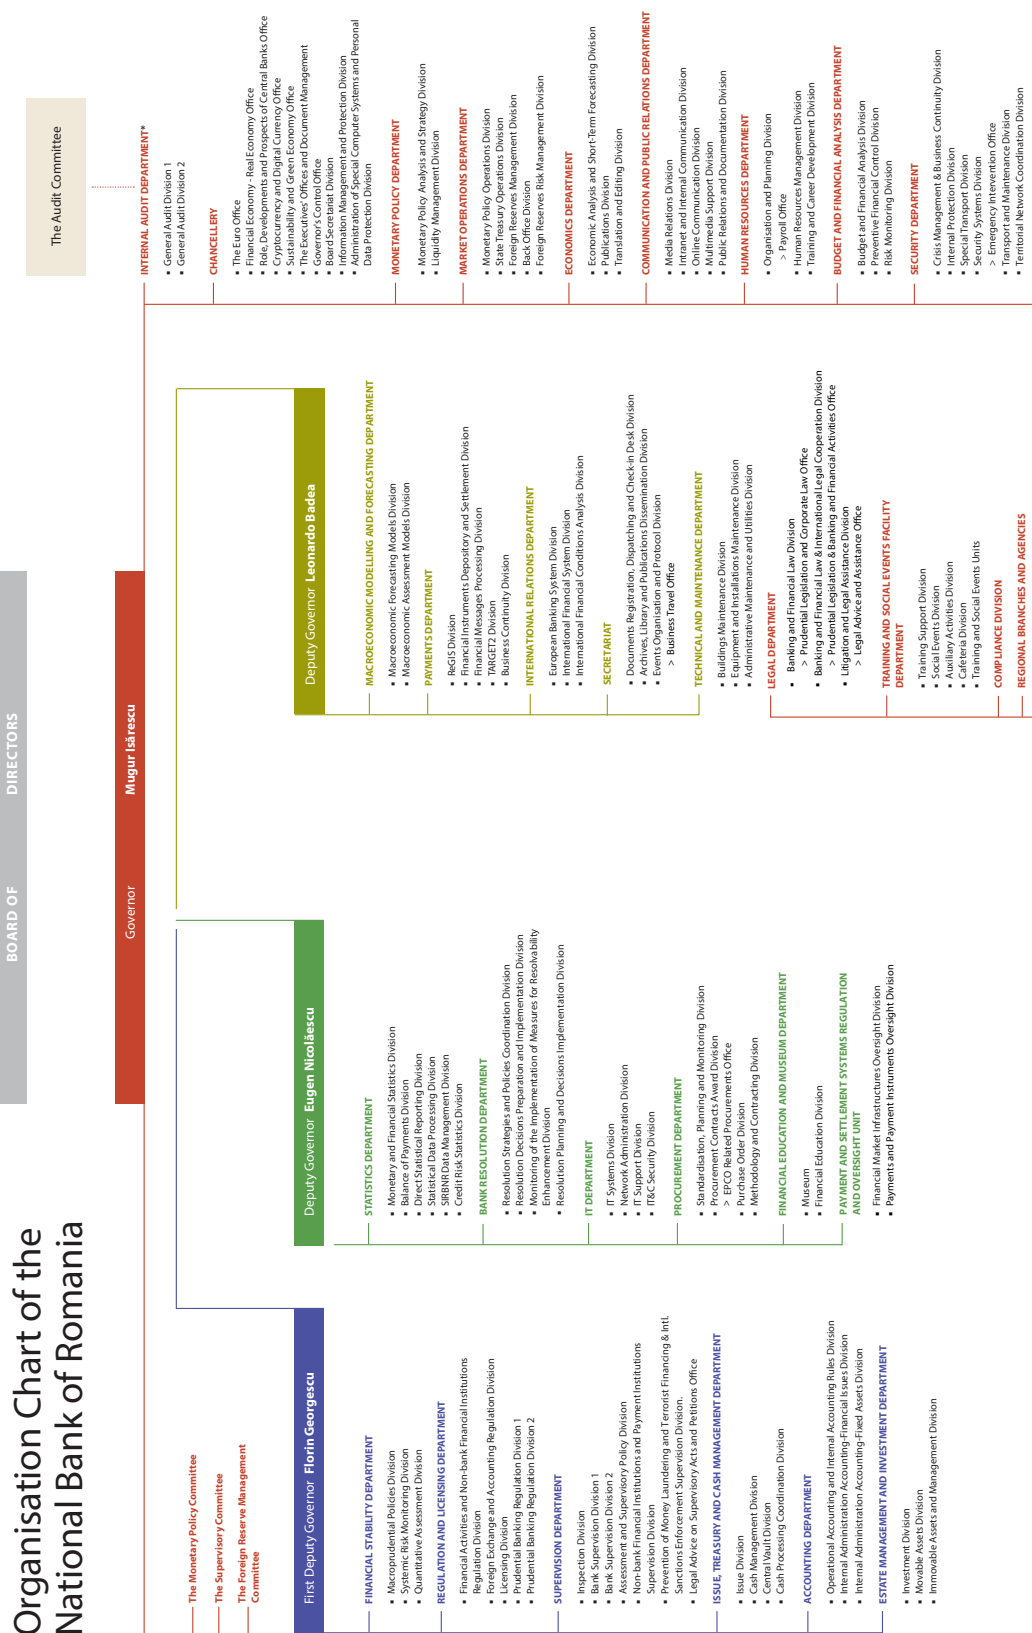 Organisation Chart of the
National Bank of Romania
BOARD OF DIRECTORS
The Audit Committee
Governor Mugur Isărescu
The Monetary Policy Committee
The Supervisory Committee
The Foreign Reserve Management
Committee
First Deputy Governor Florin Georgescu
FINANCIAL STABILITY DEPARTMENT
▪ Macroprudential Policies Division
▪ Systemic Risk Monitoring Division
▪ Quantitative Assessment Division
REGULATION AND LICENSING DEPARTMENT
▪ Financial Activities and Non-bank Financial Institutions
Regulation Division
▪ Foreign Exchange and Accounting Regulation Division
▪ Licensing Division
▪ Prudential Banking Regulation Division 1
▪ Prudential Banking Regulation Division 2
SUPERVISION DEPARTMENT
▪ Inspection Division
▪ Bank Supervision Division 1
▪ Bank Supervision Division 2
▪ Assessment and Supervisory Policy Division
▪ Non-bank Financial Institutions and Payment Institutions
Supervision Division
▪ Prevention of Money Laundering and Terrorist Financing & Intl.
Sanctions Enforcement Supervision Division.
▪ Legal Advice on Supervisory Acts and Petitions Office
ISSUE, TREASURY AND CASH MANAGEMENT DEPARTMENT
▪ Issue Division
▪ Cash Management Division
▪ Central Vault Division
▪ Cash Processing Coordination Division
ACCOUNTING DEPARTMENT
▪ Operational Accounting and Internal Accounting Rules Division
▪ Internal Administration Accounting-Financial Issues Division
▪ Internal Administration Accounting-Fixed Assets Division
ESTATE MANAGEMENT AND INVESTMENT DEPARTMENT
▪ Investment Division
▪ Movable Assets Division
▪ Immovable Assets and Management Division
Deputy Governor Eugen Nicolăescu
STATISTICS DEPARTMENT
▪ Monetary and Financial Statistics Division
▪ Balance of Payments Division
▪ Direct Statistical Reporting Division
▪ Statistical Data Processing Division
▪ SIRBNR Data Management Division
▪ Credit Risk Statistics Division
BANK RESOLUTION DEPARTMENT
▪ Resolution Strategies and Policies Coordination Division
▪ Resolution Decisions Preparation and Implementation Division
▪ Monitoring of the Implementation of Measures for Resolvability
Enhancement Division
▪ Resolution Planning and Decisions Implementation Division
IT DEPARTMENT
▪ IT Systems Division
▪ Network Administration Division
▪ IT Support Division
▪ IT&C Security Division
PROCUREMENT DEPARTMENT
▪ Standardisation, Planning and Monitoring Division
▪ Procurement Contracts Award Division
> EPCO Related Procurements Office
▪ Purchase Order Division
▪ Methodology and Contracting Division
FINANCIAL EDUCATION AND MUSEUM DEPARTMENT
▪ Museum
▪ Financial Education Division
PAYMENT AND SETTLEMENT SYSTEMS REGULATION
AND OVERSIGHT UNIT
▪ Financial Market Infrastructures Oversight Division
▪ Payments and Payment Instruments Oversight Division
Deputy Governor Leonardo Badea
MACROECONOMIC MODELLING AND FORECASTING DEPARTMENT
▪ Macroeconomic Forecasting Models Division
▪ Macroeconomic Assessment Models Division
PAYMENTS DEPARTMENT
▪ ReGIS Division
▪ Financial Instruments Depository and Settlement Division
▪ Financial Messages Processing Division
▪ TARGET2 Division
▪ Business Continuity Division
INTERNATIONAL RELATIONS DEPARTMENT
▪ European Banking System Division
▪ International Financial System Division
▪ International Financial Conditions Analysis Division
SECRETARIAT
▪ Documents Registration, Dispatching and Check-in Desk Division
▪ Archives, Library and Publications Dissemination Division
▪ Events Organisation and Protocol Division
> Business Travel Office
TECHNICAL AND MAINTENANCE DEPARTMENT
▪ Buildings Maintenance Division
▪ Equipment and Installations Maintenance Division
▪ Administrative Maintenance and Utilities Division
LEGAL DEPARTMENT
▪ Banking and Financial Law Division
> Prudential Legislation and Corporate Law Office
▪ Banking and Financial Law & International Legal Cooperation Division
> Prudential Legislation & Banking and Financial Activities Office
▪ Litigation and Legal Assistance Division
> Legal Advice and Assistance Office
TRAINING AND SOCIAL EVENTS FACILITY
DEPARTMENT
▪ Training Support Division
▪ Social Events Division
▪ Auxiliary Activities Division
▪ Cafeteria Division
▪ Training and Social Events Units
COMPLIANCE DIVISION
REGIONAL BRANCHES AND AGENCIES
INTERNAL AUDIT DEPARTMENT*
▪ General Audit Division 1
▪ General Audit Division 2
CHANCELLERY
▪ The Euro Office
▪ Financial Economy - Real Economy Office
▪ Role, Developments and Prospects of Central Banks Office
▪ Cryptocurrency and Digital Currency Office
▪ Sustainability and Green Economy Office
▪ The Executives' Offices and Document Management
▪ Governor's Control Office
▪ Board Secretariat Division
▪ Information Management and Protection Division
▪ Administration of Special Computer Systems and Personal
Data Protection Division
MONETARY POLICY DEPARTMENT
▪ Monetary Policy Analysis and Strategy Division
▪ Liquidity Management Division
MARKET OPERATIONS DEPARTMENT
▪ Monetary Policy Operations Division
▪ State Treasury Operations Division
▪ Foreign Reserves Management Division
▪ Back Office Division
▪ Foreign Reserves Risk Management Division
ECONOMICS DEPARTMENT
▪ Economic Analysis and Short-Term Forecasting Division
▪ Publications Division
▪ Translation and Editing Division
COMMUNICATION AND PUBLIC RELATIONS DEPARTMENT
▪ Media Relations Division
▪ Intranet and Internal Communication Division
▪ Online Communication Division
▪ Multimedia Support Division
▪ Public Relations and Documentation Division
HUMAN RESOURCES DEPARTMENT
▪ Organisation and Planning Division
> Payroll Office
▪ Human Resources Management Division
▪ Training and Career Development Division
BUDGET AND FINANCIAL ANALYSIS DEPARTMENT
▪ Budget and Financial Analysis Division
▪ Preventive Financial Control Division
▪ Risk Monitoring Division
SECURITY DEPARTMENT
▪ Crisis Management & Business Continuity Division
▪ Internal Protection Division
▪ Special Transport Division
▪ Security Systems Division
> Emergency Intervention Office
▪ Transport and Maintenance Division
▪ Territorial Network Coordination Division